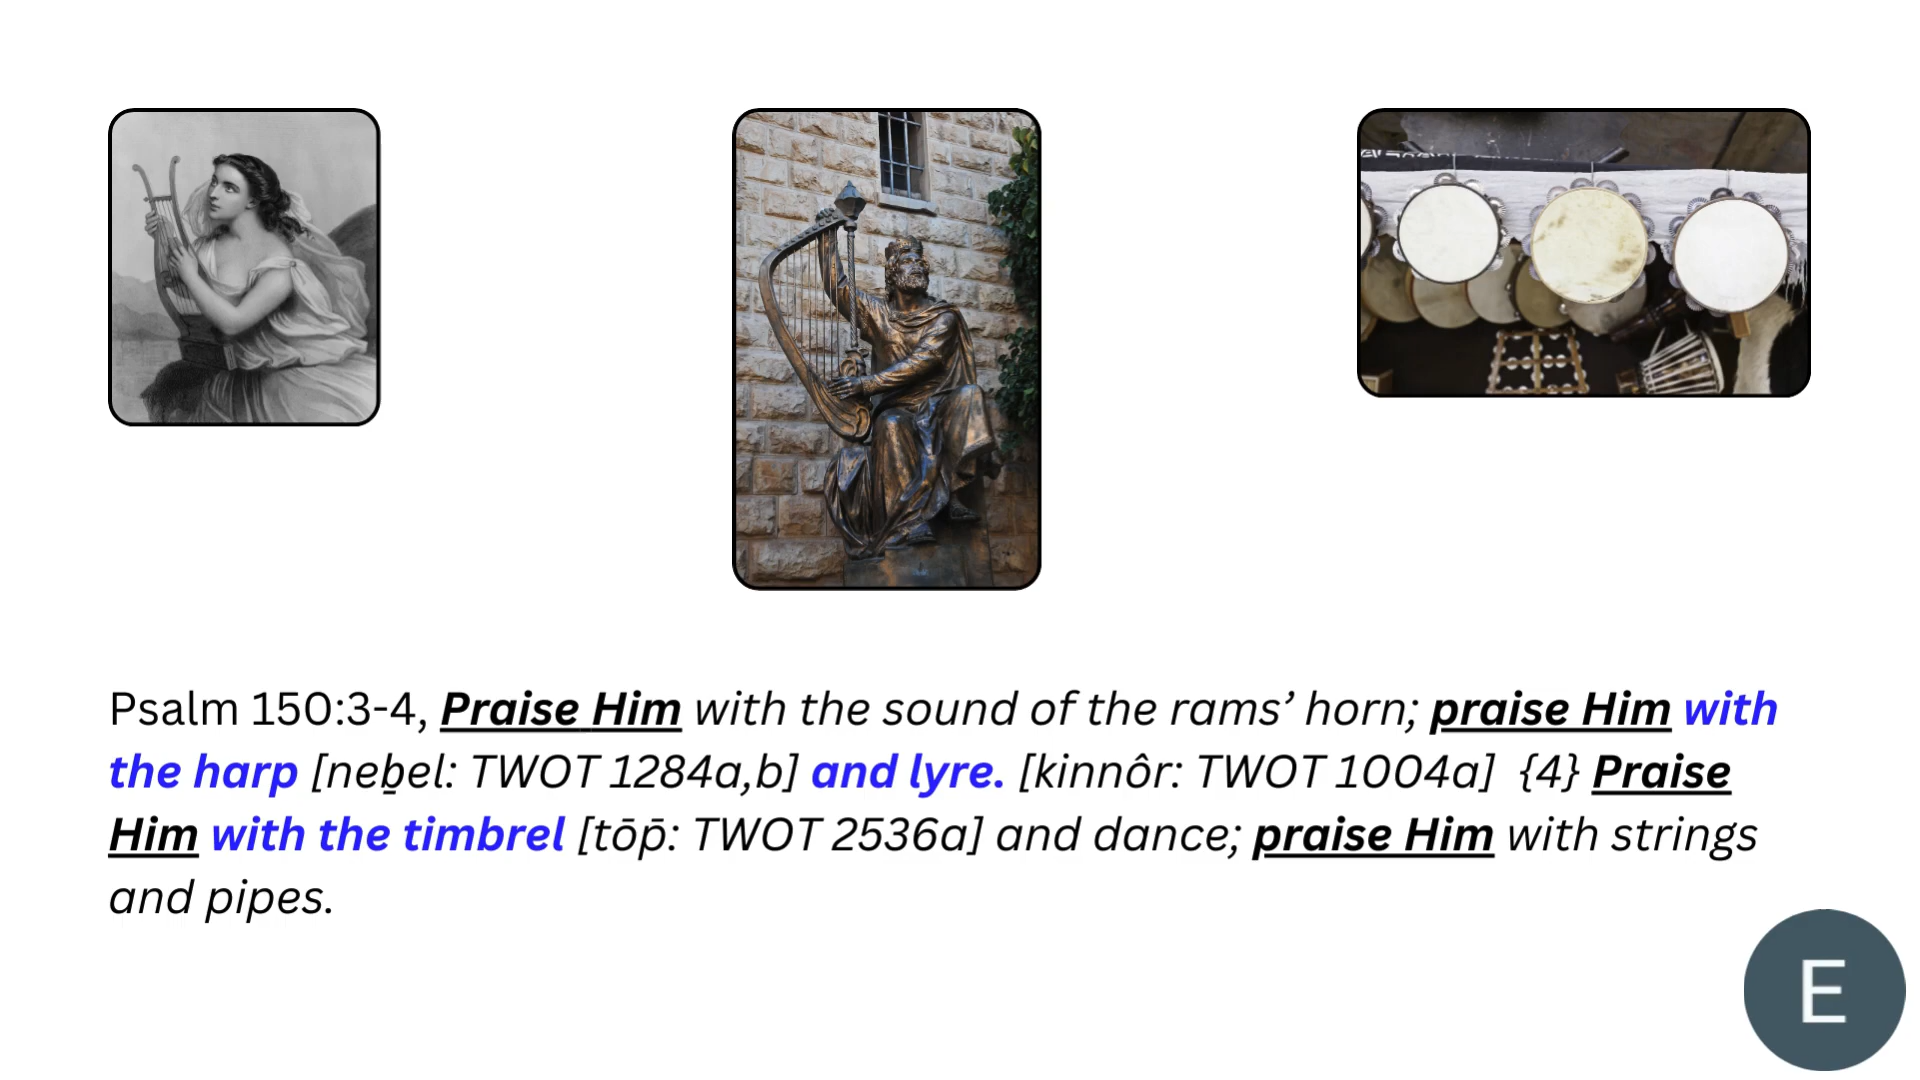 Psalm 150:3-4, Praise Him with the sound of the rams’ horn; praise Him with
the harp [neḇel: TWOT 1284a,b] and lyre. [kinnôr: TWOT 1004a] {4} Praise
Him with the timbrel [tōp̄: TWOT 2536a] and dance; praise Him with strings
and pipes.
E